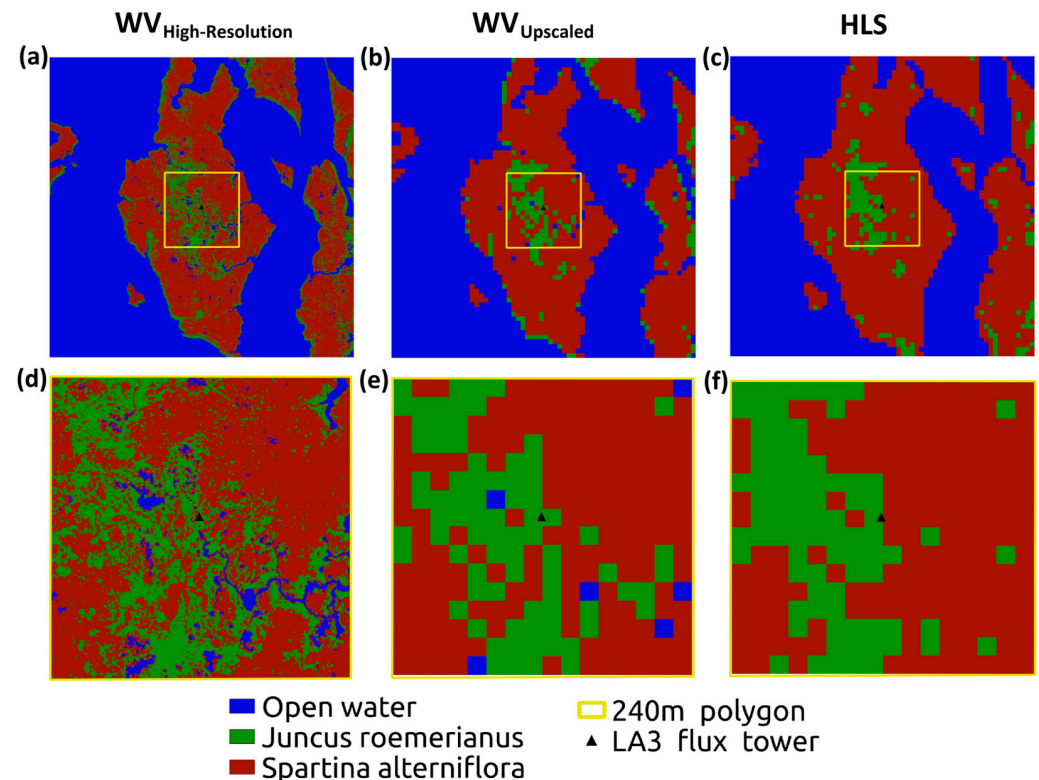 WVHigh-Resolution
WVUpscaled
HLS
(a)
(b)
(c)
(d)
(e)
(f)
Open water
240m polygon
Juncus roemerianus
LA3 flux tower
Spartina alterniflora